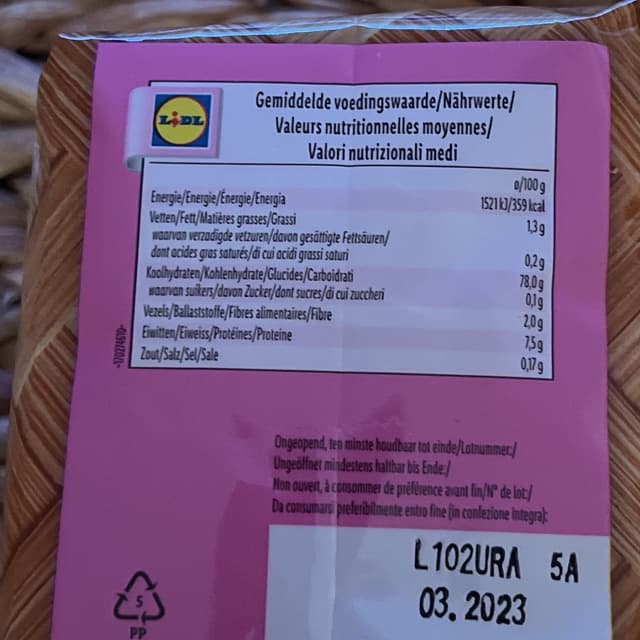 LIDL
Gemiddelde voedingswaarde/Nährwerte/
Valeurs nutritionnelles moyennes/
Valori nutrizionali medi
ø/100 g
Energie/Energie/Énergie/Energia 1521 kJ/359 kcal
Vetten/Fett/Matières grasses/Grassi 1,3 g
waarvan verzadigde vetzuren/davon gesättigte Fettsäuren/
dont acides gras saturés/di cui acidi grassi saturi 0,2 g
Koolhydraten/Kohlenhydrate/Glucides/Carboidrati 78,0 g
waarvan suikers/davon Zucker/dont sucres/di cui zuccheri 0,1 g
Vezels/Ballaststoffe/Fibres alimentaires/Fibre 2,0 g
Eiwitten/Eiweiss/Protéines/Proteine 7,5 g
Zout/Salz/Sel/Sale 0,17 g
Ongeopend, ten minste houdbaar tot einde/Lotnummer:/
Ungeöffnet mindestens haltbar bis Ende:/
Non ouvert, à consommer de préférence avant fin/N° de lot:/
Da consumarsi preferibilmente entro fine (in confezione integra):
L102URA 5A
03.2023
5
PP